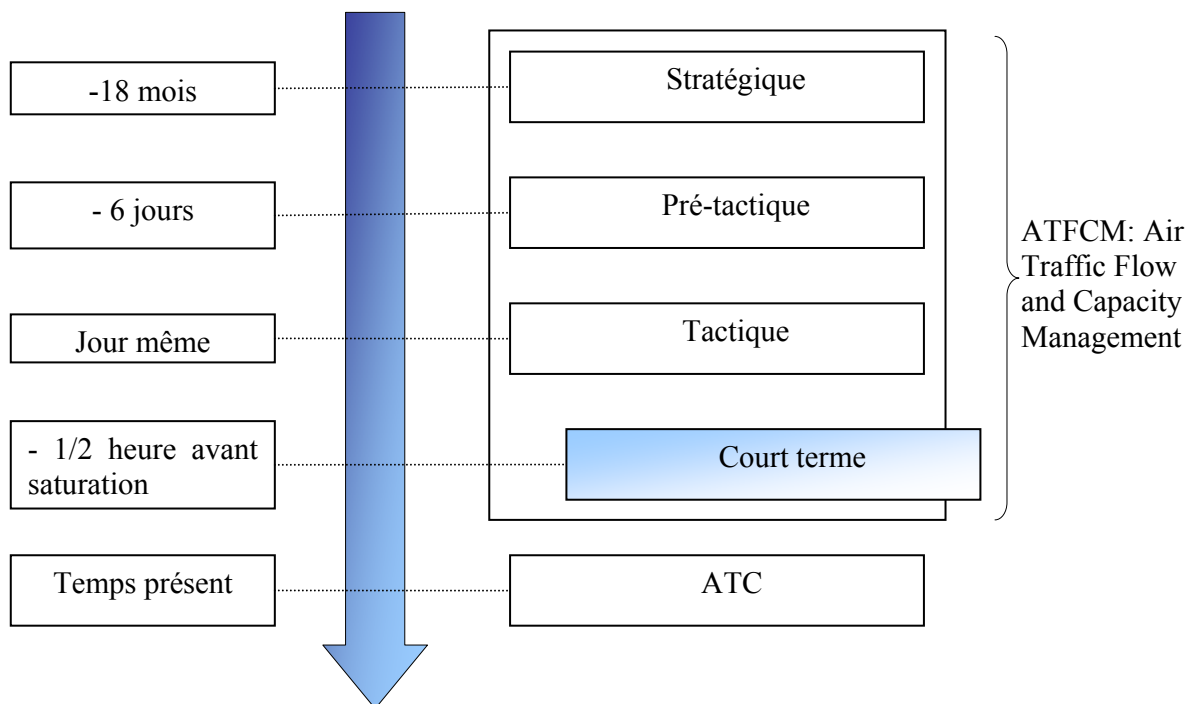 -18 mois
Stratégique
- 6 jours
Pré-tactique
ATFCM: Air
Traffic Flow
and Capacity
Management
Jour même
Tactique
- 1/2 heure avant
saturation
Court terme
Temps présent
ATC